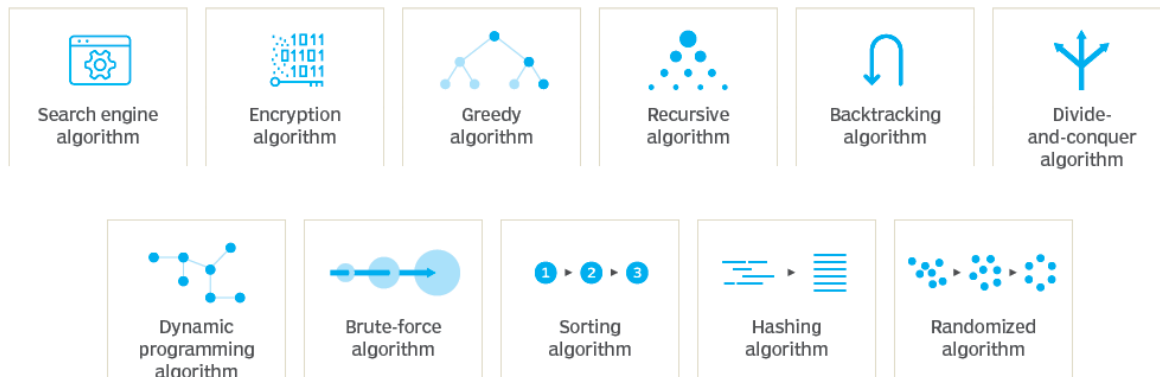 1011
01101
1011
Search engine
algorithm
Encryption
algorithm
Greedy
algorithm
Recursive
algorithm
Backtracking
algorithm
Divide-
and-conquer
algorithm
Dynamic
programming
algorithm
Brute-force
algorithm
1 2 3
Sorting
algorithm
Hashing
algorithm
Randomized
algorithm